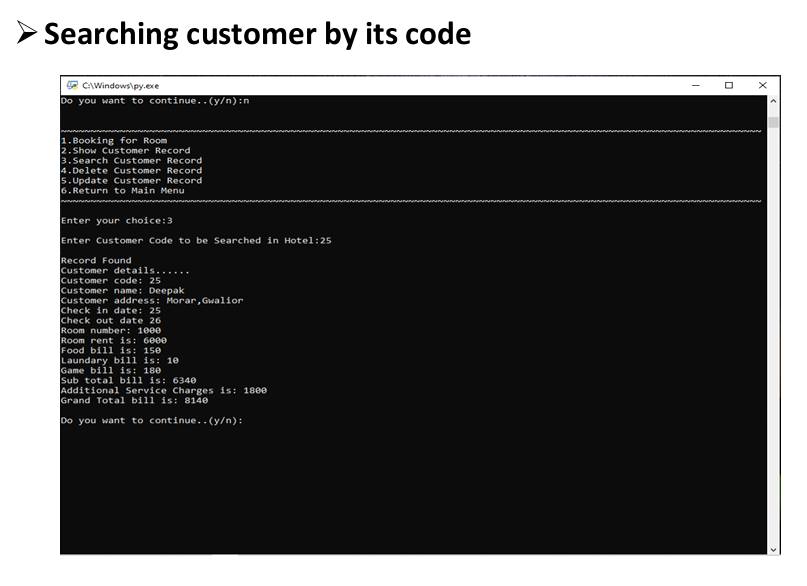 Searching customer by its code
C:\Windows\py.exe
Do you want to continue..(y/n):n
~~~~~~~~~~~~~~~~~~~~~~~~~~~~~~~~~~~~~~~~~~~~~~~~~~~~~~~~~~~~~~~~~~~~~~~~~~~~~~~~~~~~~~~~~~~~~~~~~~~~~~~~~~~~~~~~~~~~~~~
1.Booking for Room
2.Show Customer Record
3.Search Customer Record
4.Delete Customer Record
5.Update Customer Record
6.Return to Main Menu
~~~~~~~~~~~~~~~~~~~~~~~~~~~~~~~~~~~~~~~~~~~~~~~~~~~~~~~~~~~~~~~~~~~~~~~~~~~~~~~~~~~~~~~~~~~~~~~~~~~~~~~~~~~~~~~~~~~~~~~
Enter your choice:3
Enter Customer Code to be Searched in Hotel:25
Record Found
Customer details......
Customer code: 25
Customer name: Deepak
Customer address: Morar,Gwalior
Check in date: 25
Check out date 26
Room number: 1000
Room rent is: 6000
Food bill is: 150
Laundary bill is: 10
Game bill is: 180
Sub total bill is: 6340
Additional Service Charges is: 1800
Grand Total bill is: 8140
Do you want to continue..(y/n):